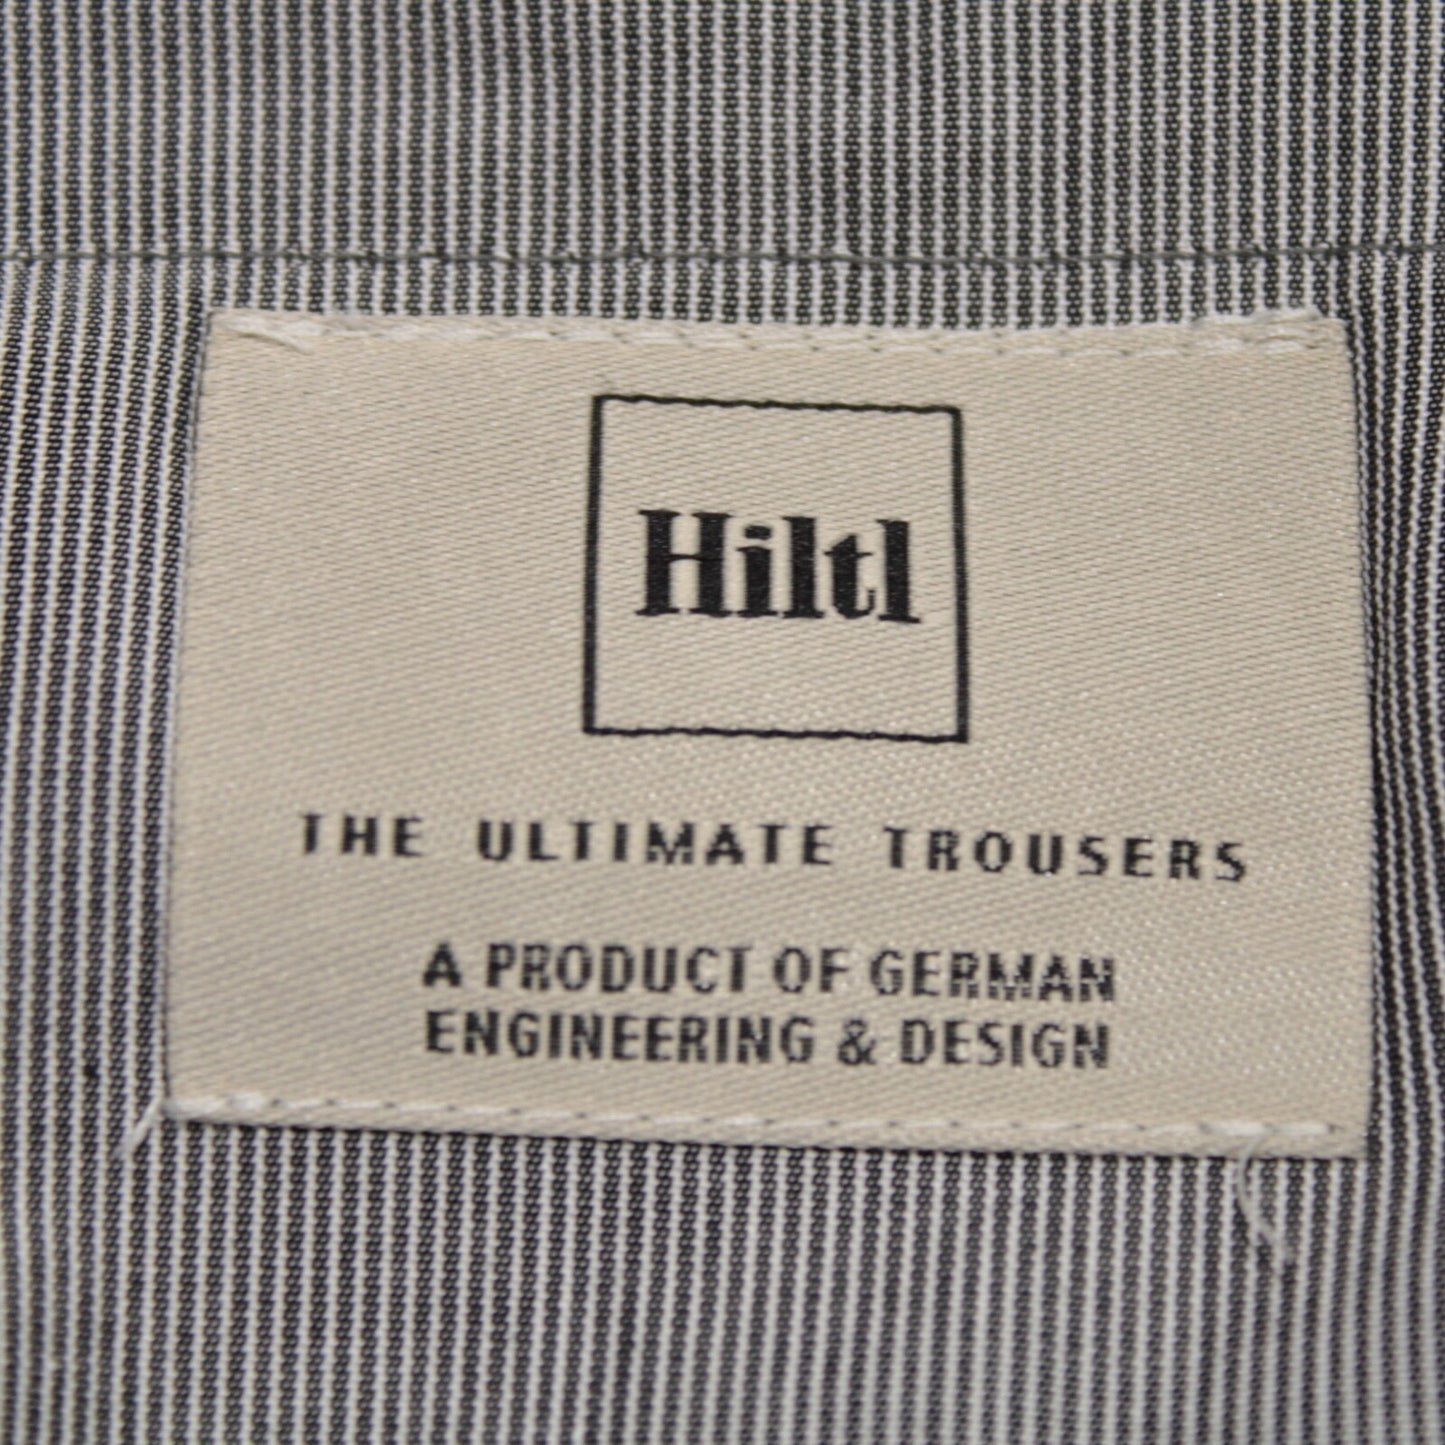 Hiltl
THE ULTIMATE TROUSERS
A PRODUCT OF GERMAN
ENGINEERING & DESIGN